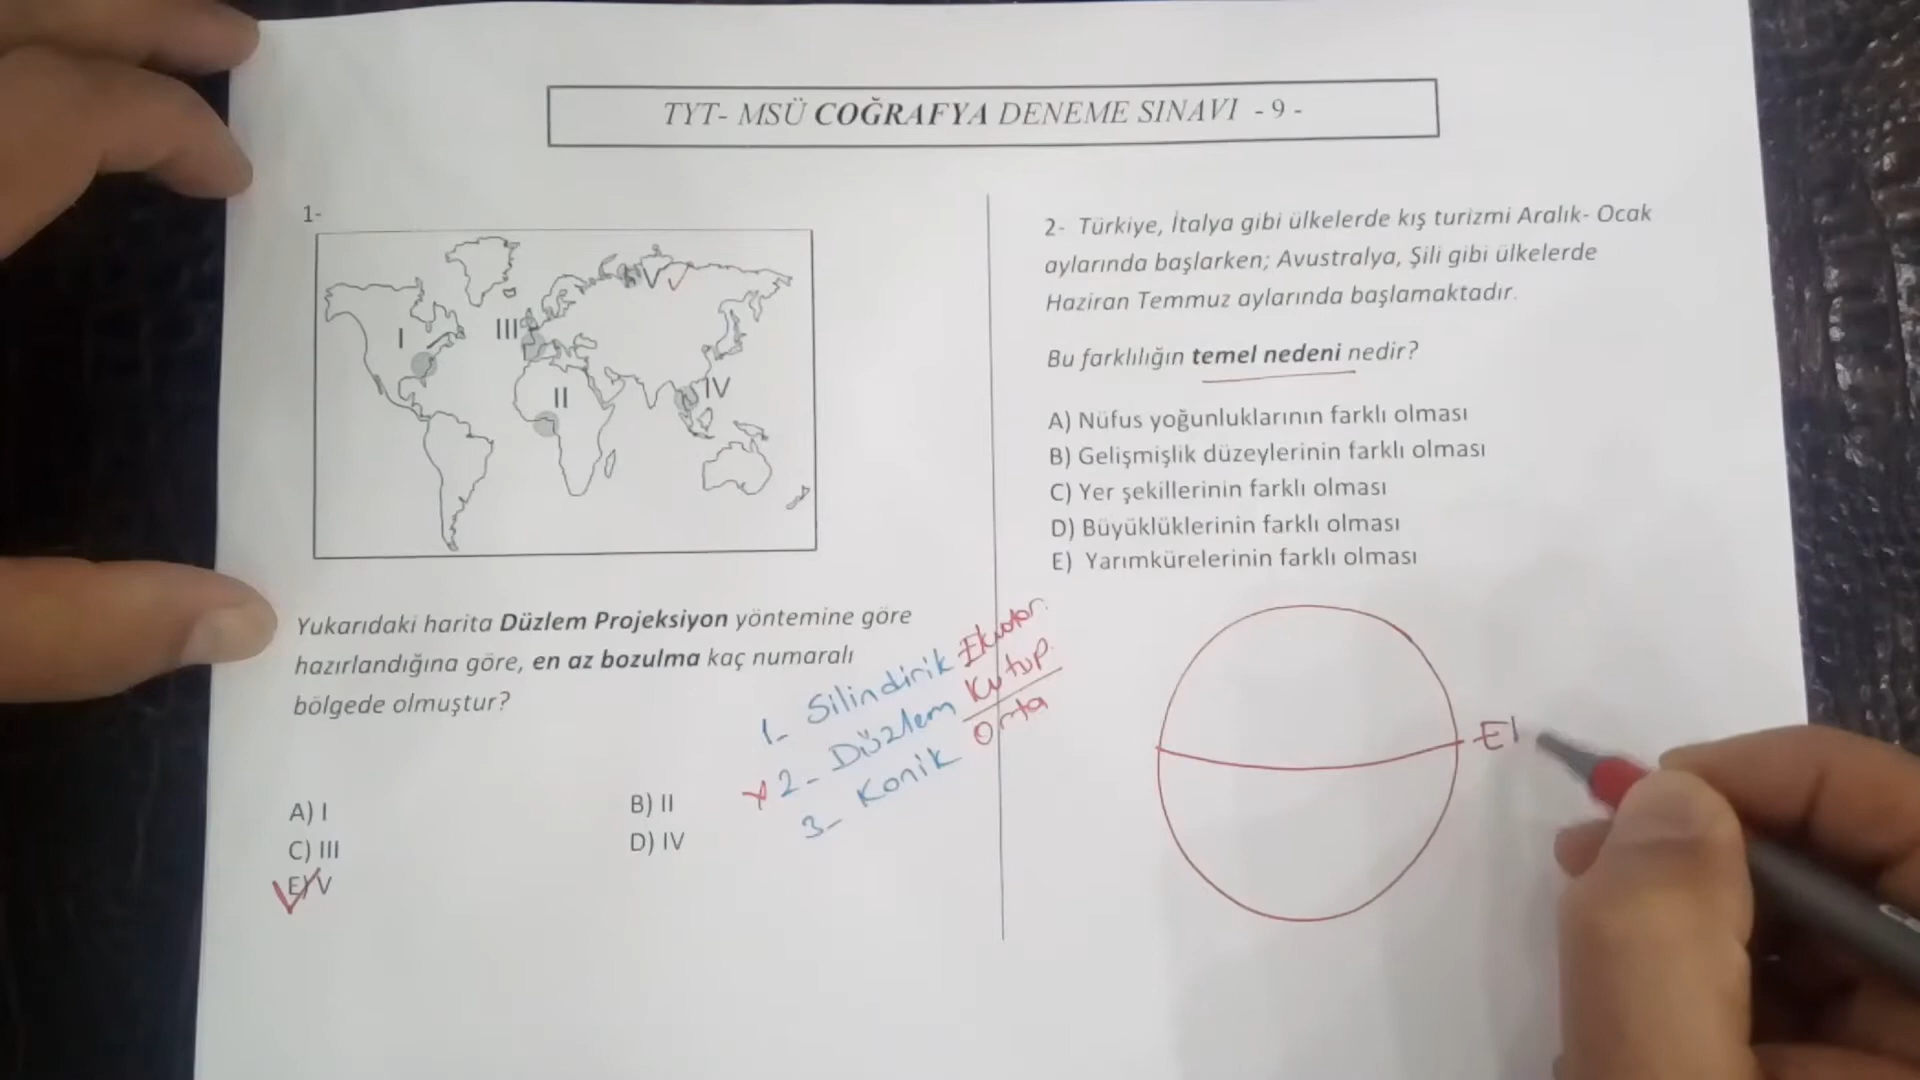 TYT- MSÜ COĞRAFYA DENEME SINAVI - 9 -
1-
I
II
III
IV
V
Yukarıdaki harita Düzlem Projeksiyon yöntemine göre
hazırlandığına göre, en az bozulma kaç numaralı
bölgede olmuştur?
1- Silindirik Ekvator
2- Düzlem Kutup
3- Konik Orta
A) I
B) II
C) III
D) IV
E) V
2- Türkiye, İtalya gibi ülkelerde kış turizmi Aralık- Ocak
aylarında başlarken; Avustralya, Şili gibi ülkelerde
Haziran Temmuz aylarında başlamaktadır.
Bu farklılığın temel nedeni nedir?
A) Nüfus yoğunluklarının farklı olması
B) Gelişmişlik düzeylerinin farklı olması
C) Yer şekillerinin farklı olması
D) Büyüklüklerinin farklı olması
E) Yarımkürelerinin farklı olması